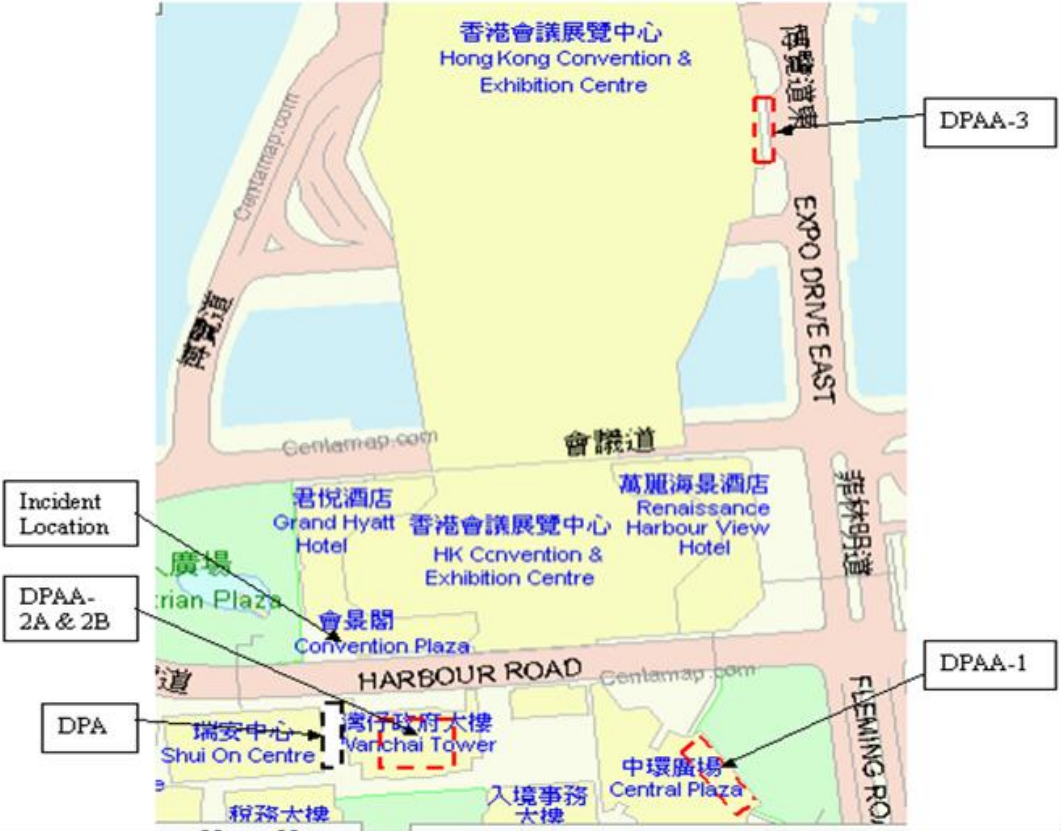 香港會議展覽中心
Hong Kong Convention &
Exhibition Centre
博覽道東
DPAA-3
Centamap.com
EXPO DRIVE EAST
博覽道
Centamap.com
會議道
Incident
Location
君悅酒店
Grand Hyatt
Hotel
香港會議展覽中心
HK Convention &
Exhibition Centre
萬麗海景酒店
Renaissance
Harbour View
Hotel
菲林明道
廣場
trian Plaza
DPAA-
2A & 2B
會景閣
Convention Plaza
道
HARBOUR ROAD
Centamap.com
DPAA-1
FLEMING RO
DPA
瑞安中心
Shui On Centre
灣仔政府大樓
Wanchai Tower
中環廣場
Central Plaza
e
稅務大樓
入境事務
大樓